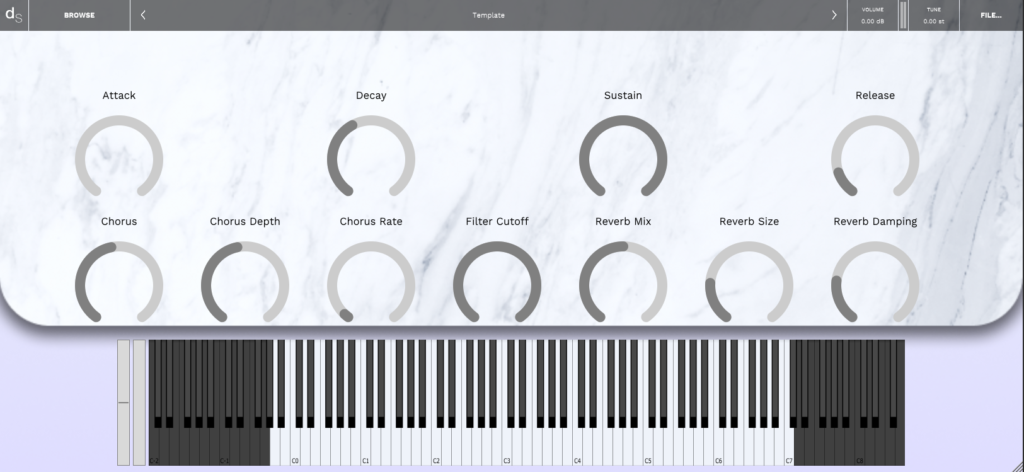 dS
BROWSE
Template
VOLUME
0.00 dB
TUNE
0.00 st
FILE...
Attack
Decay
Sustain
Release
Chorus
Chorus Depth
Chorus Rate
Filter Cutoff
Reverb Mix
Reverb Size
Reverb Damping
C-2
C-1
C0
C1
C2
C3
C4
C5
C6
C7
C8